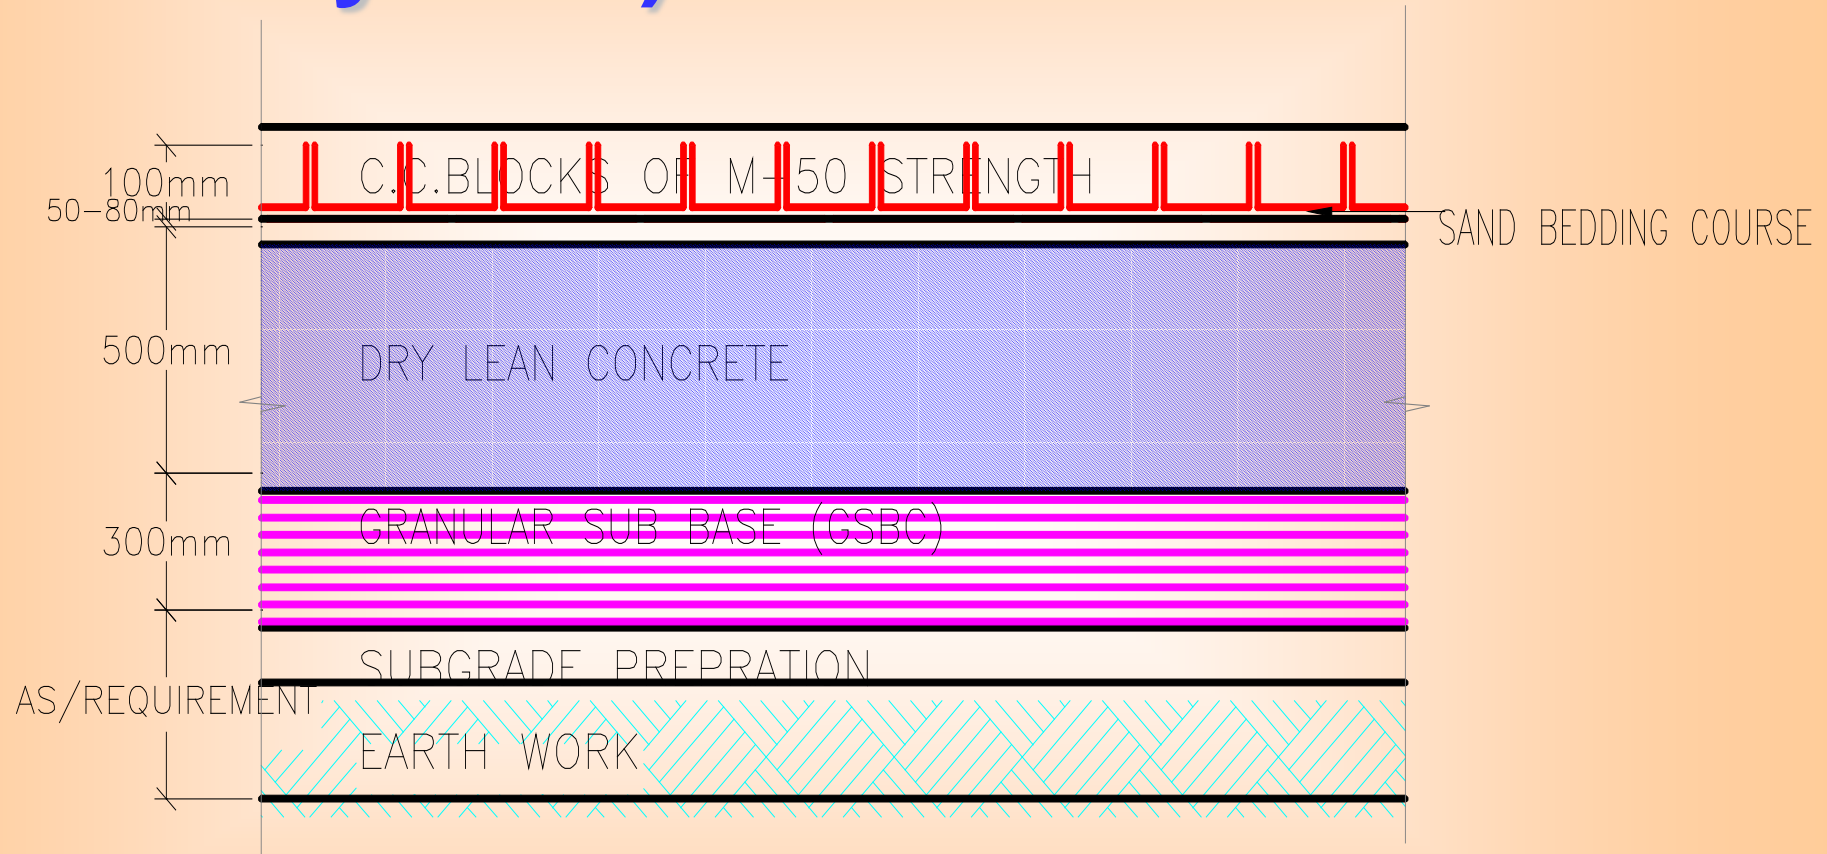 100mm
C.C.BLOCKS OF M-50 STRENGTH
50-80mm
SAND BEDDING COURSE
500mm
DRY LEAN CONCRETE
GRANULAR SUB BASE (GSBC)
300mm
SUBGRADE PREPRATION
AS/REQUIREMENT
EARTH WORK